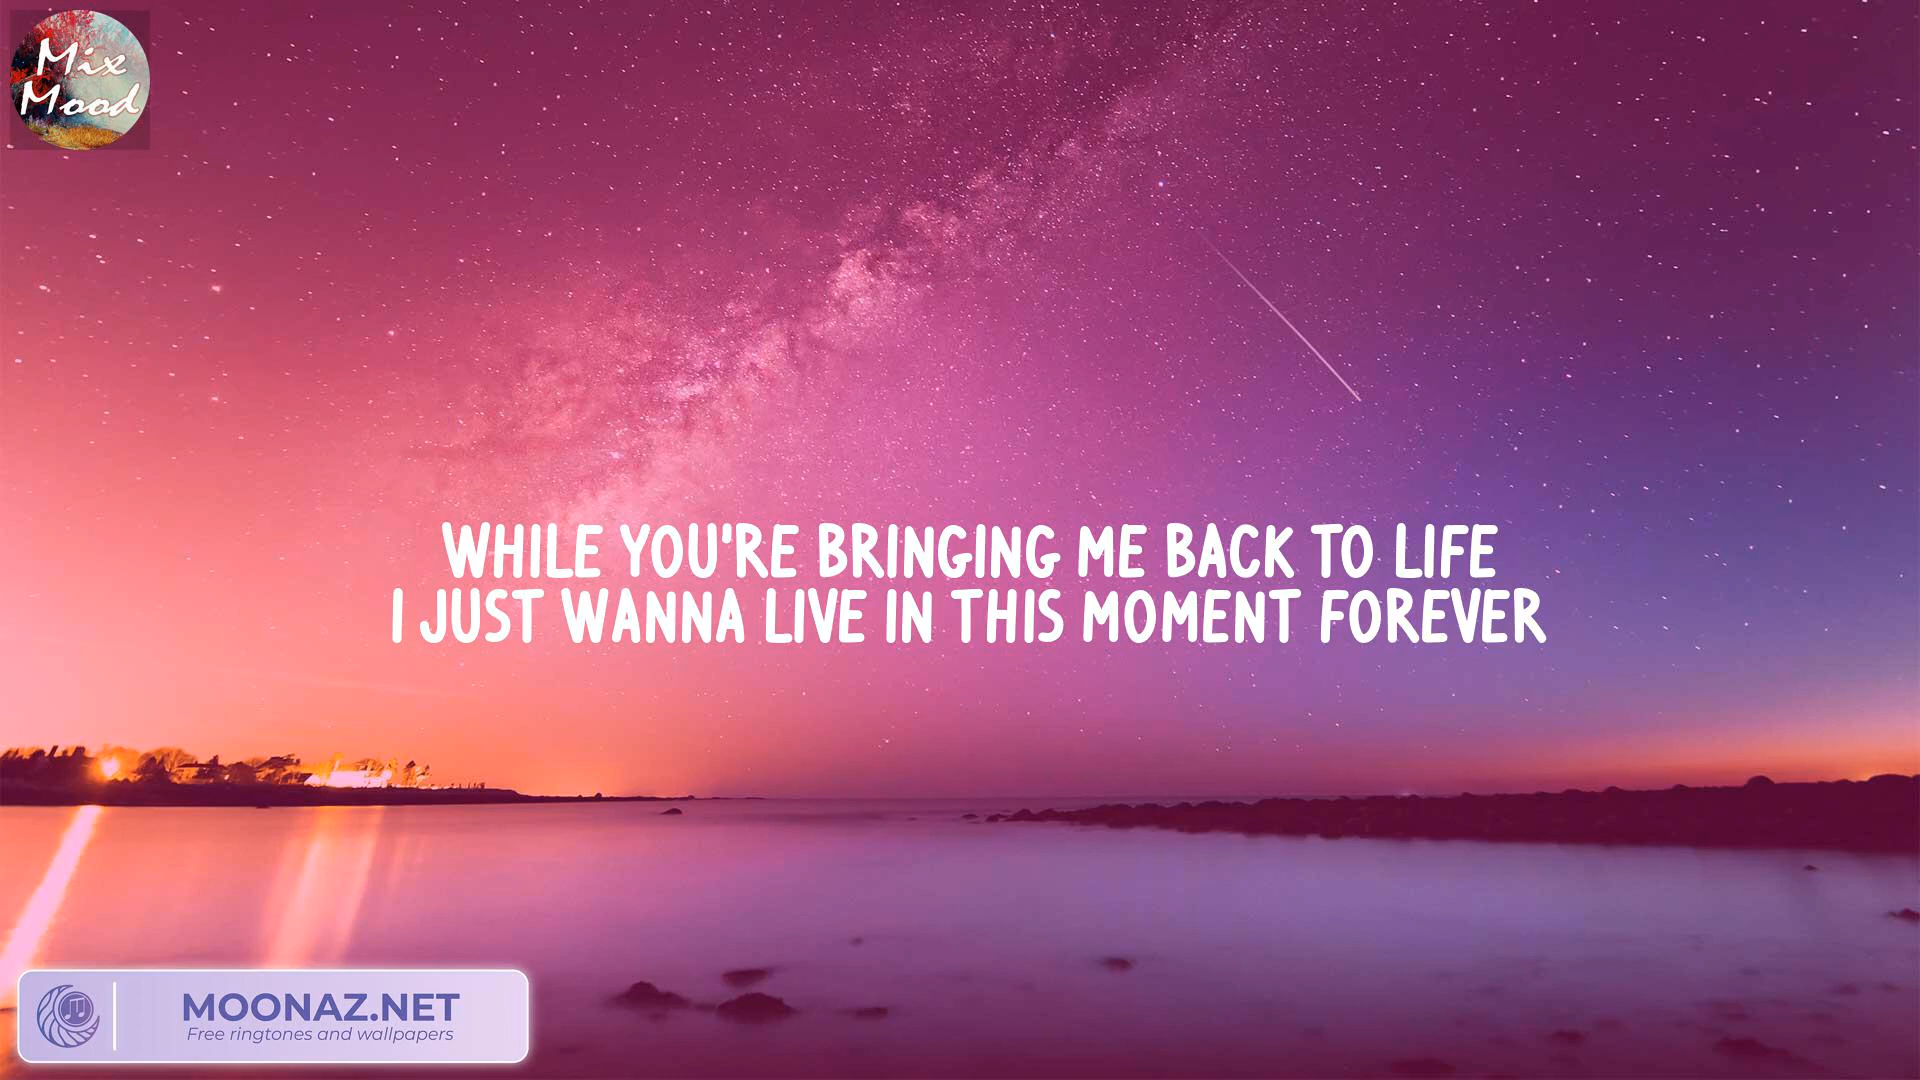 Mix
Mood
WHILE YOU'RE BRINGING ME BACK TO LIFE
I JUST WANNA LIVE IN THIS MOMENT FOREVER
MOONAZ.NET
Free ringtones and wallpapers